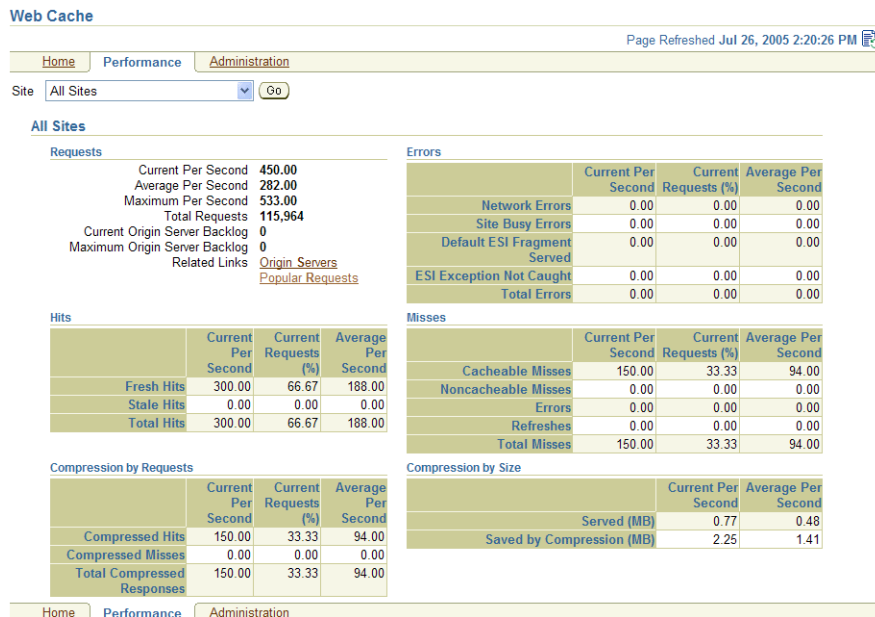 Web Cache
Page Refreshed Jul 26, 2005 2:20:26 PM
Home Performance Administration
Site All Sites Go
All Sites
Requests
Current Per Second 450.00
Average Per Second 282.00
Maximum Per Second 533.00
Total Requests 115,964
Current Origin Server Backlog 0
Maximum Origin Server Backlog 0
Related Links Origin Servers
Popular Requests
Errors
Current Per Second Current Requests (%) Average Per Second
Network Errors 0.00 0.00 0.00
Site Busy Errors 0.00 0.00 0.00
Default ESI Fragment Served 0.00 0.00 0.00
ESI Exception Not Caught 0.00 0.00 0.00
Total Errors 0.00 0.00 0.00
Hits
Current Per Second Current Requests (%) Average Per Second
Fresh Hits 300.00 66.67 188.00
Stale Hits 0.00 0.00 0.00
Total Hits 300.00 66.67 188.00
Misses
Current Per Second Current Requests (%) Average Per Second
Cacheable Misses 150.00 33.33 94.00
Noncacheable Misses 0.00 0.00 0.00
Errors 0.00 0.00 0.00
Refreshes 0.00 0.00 0.00
Total Misses 150.00 33.33 94.00
Compression by Requests
Current Per Second Current Requests (%) Average Per Second
Compressed Hits 150.00 33.33 94.00
Compressed Misses 0.00 0.00 0.00
Total Compressed Responses 150.00 33.33 94.00
Compression by Size
Current Per Second Average Per Second
Served (MB) 0.77 0.48
Saved by Compression (MB) 2.25 1.41
Home Performance Administration